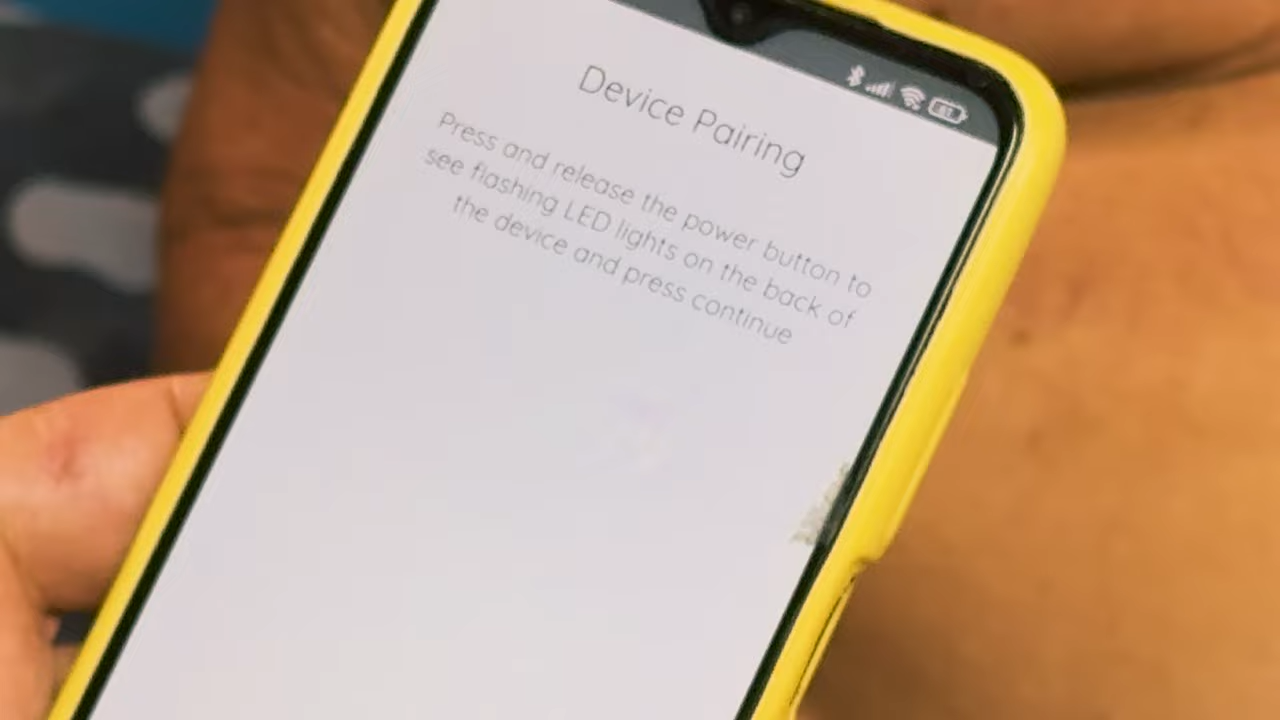 Device Pairing
Press and release the power button to
see flashing LED lights on the back of
the device and press continue